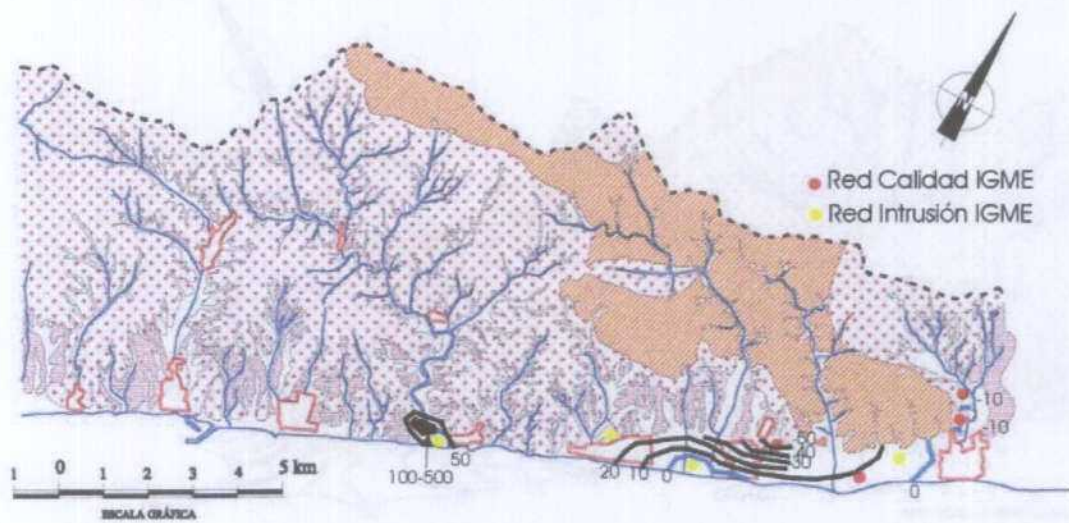 N
Red Calidad IGME
Red Intrusión IGME
10
-10
50
40
30
50
100-500
20 10 0
0
1 0 1 2 3 4 5 km
ESCALA GRÁFICA